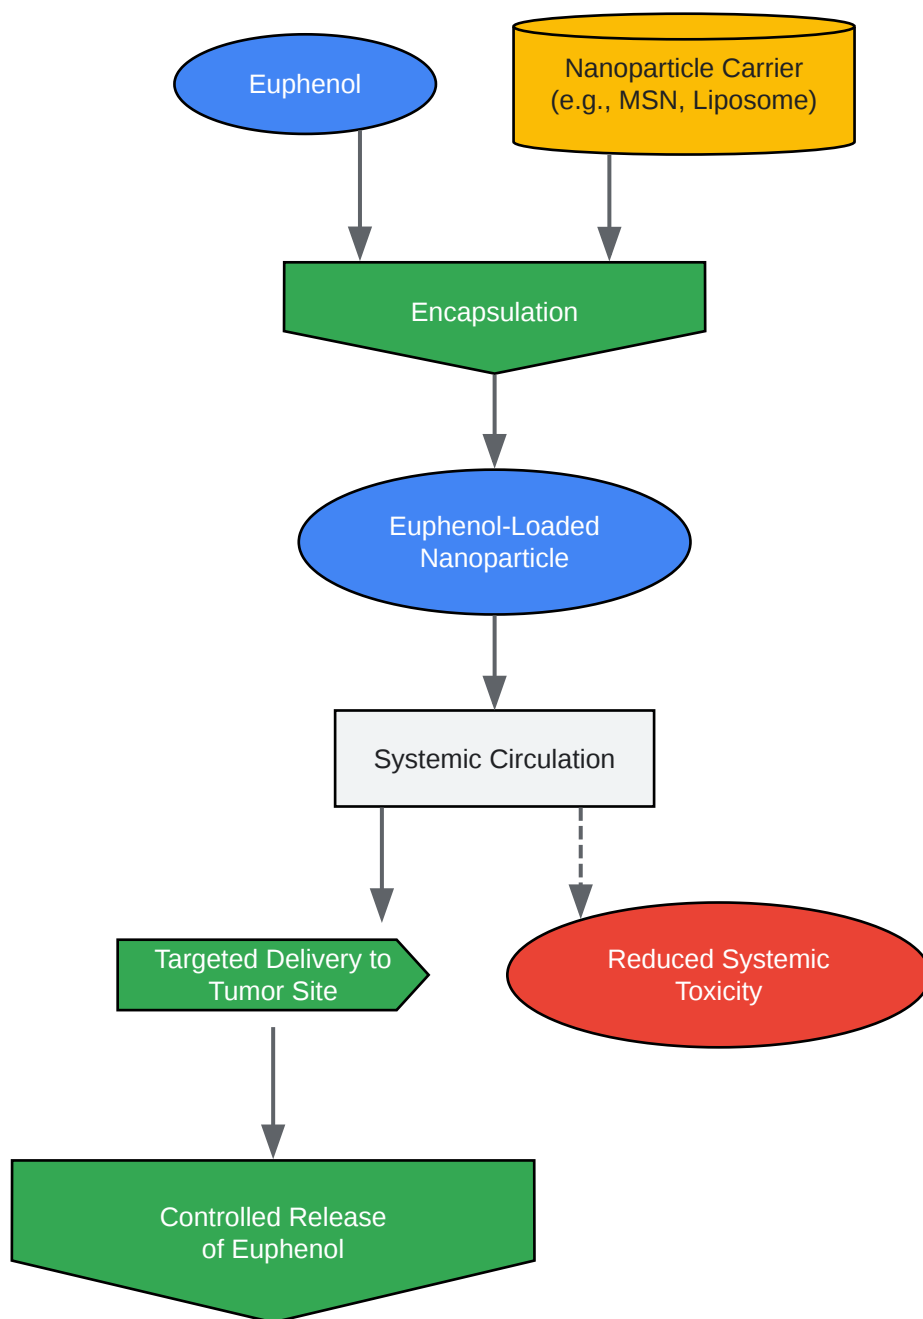 Euphenol
Nanoparticle Carrier
(e.g., MSN, Liposome)
Encapsulation
Euphenol-Loaded
Nanoparticle
Systemic Circulation
Targeted Delivery to
Tumor Site
Reduced Systemic
Toxicity
Controlled Release
of Euphenol